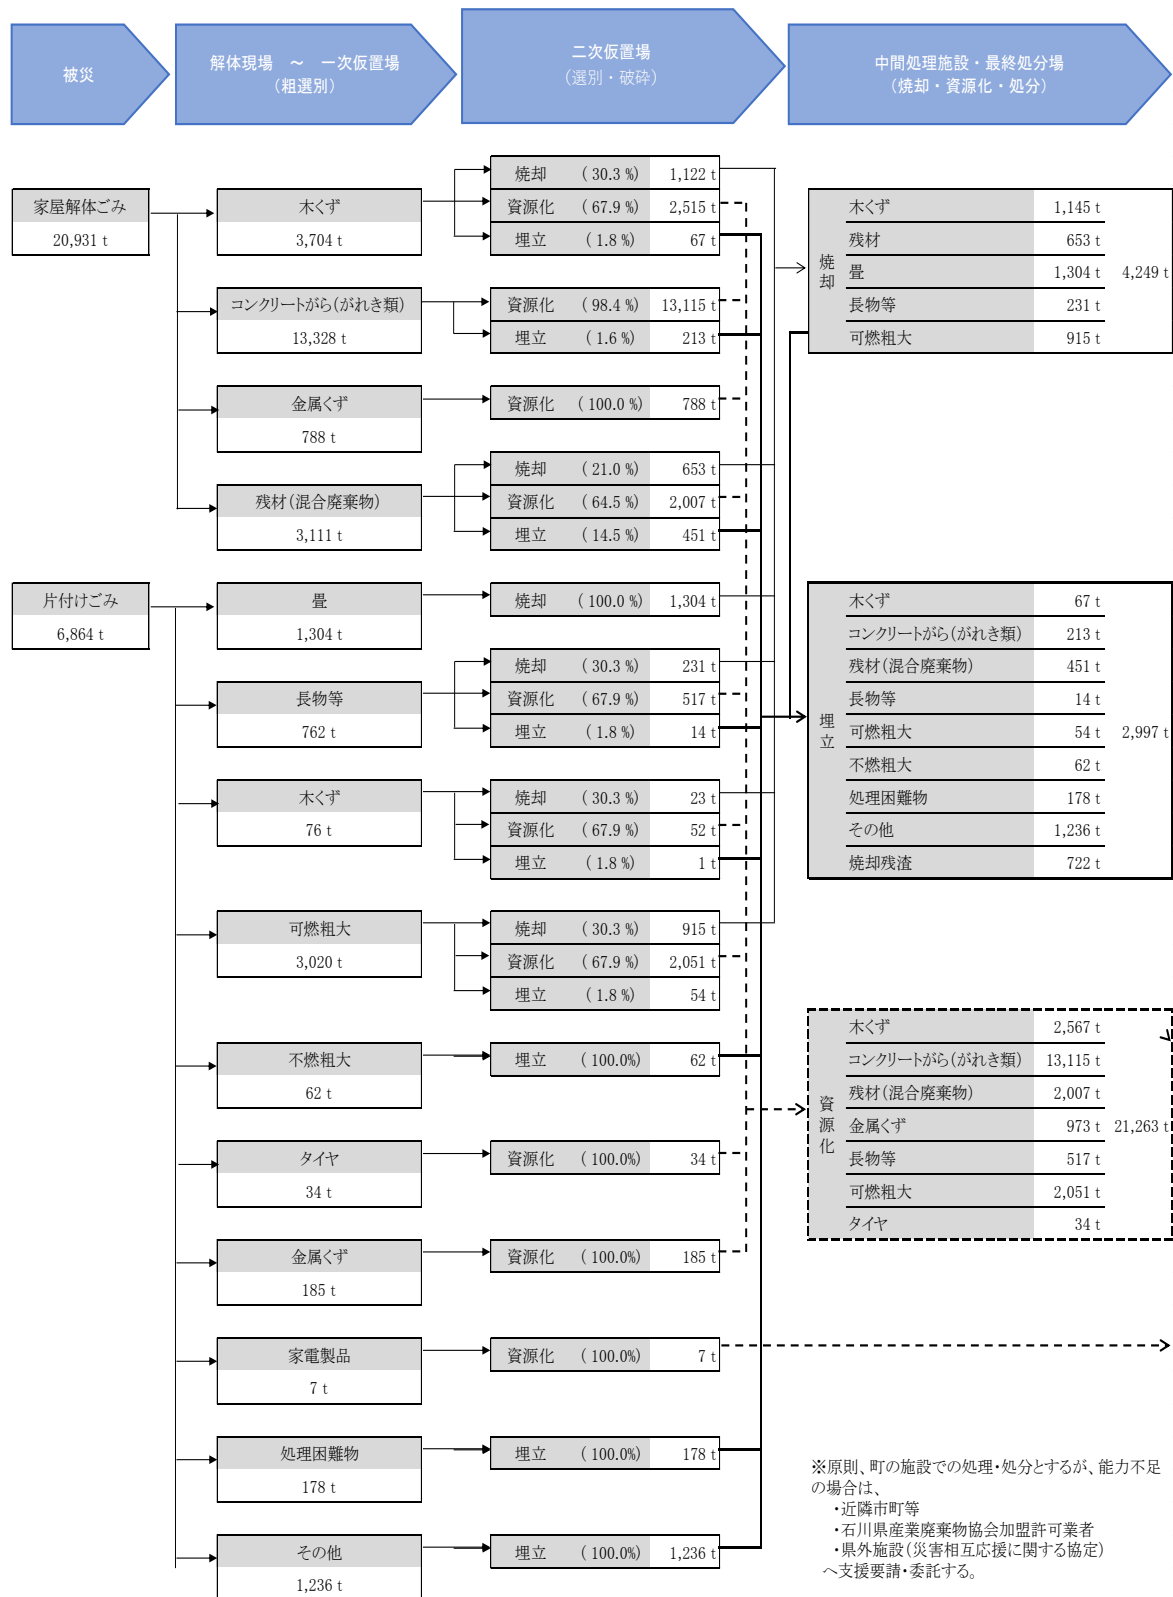 被災
解体現場　～　一次仮置場
（粗選別）
二次仮置場
（選別・破砕）
中間処理施設・最終処分場
（焼却・資源化・処分）
家屋解体ごみ
20,931 t
木くず
3,704 t
焼却 (30.3 %) 1,122 t
資源化 (67.9 %) 2,515 t
埋立 (1.8 %) 67 t
コンクリートがら(がれき類)
13,328 t
資源化 (98.4 %) 13,115 t
埋立 (1.6 %) 213 t
金属くず
788 t
資源化 (100.0 %) 788 t
残材(混合廃棄物)
3,111 t
焼却 (21.0 %) 653 t
資源化 (64.5 %) 2,007 t
埋立 (14.5 %) 451 t
片付けごみ
6,864 t
畳
1,304 t
焼却 (100.0 %) 1,304 t
長物等
762 t
焼却 (30.3 %) 231 t
資源化 (67.9 %) 517 t
埋立 (1.8 %) 14 t
木くず
76 t
焼却 (30.3 %) 23 t
資源化 (67.9 %) 52 t
埋立 (1.8 %) 1 t
可燃粗大
3,020 t
焼却 (30.3 %) 915 t
資源化 (67.9 %) 2,051 t
埋立 (1.8 %) 54 t
不燃粗大
62 t
埋立 (100.0%) 62 t
タイヤ
34 t
資源化 (100.0%) 34 t
金属くず
185 t
資源化 (100.0%) 185 t
家電製品
7 t
資源化 (100.0%) 7 t
処理困難物
178 t
埋立 (100.0%) 178 t
その他
1,236 t
埋立 (100.0%) 1,236 t
焼却
木くず 1,145 t
残材 653 t
畳 1,304 t 4,249 t
長物等 231 t
可燃粗大 915 t
埋立
木くず 67 t
コンクリートがら(がれき類) 213 t
残材(混合廃棄物) 451 t
長物等 14 t
可燃粗大 54 t 2,997 t
不燃粗大 62 t
処理困難物 178 t
その他 1,236 t
焼却残渣 722 t
資源化
木くず 2,567 t
コンクリートがら(がれき類) 13,115 t
残材(混合廃棄物) 2,007 t
金属くず 973 t 21,263 t
長物等 517 t
可燃粗大 2,051 t
タイヤ 34 t
※原則、町の施設での処理・処分とするが、能力不足
の場合は、
・近隣市町等
・石川県産業廃棄物協会加盟許可業者
・県外施設(災害相互応援に関する協定)
へ支援要請・委託する。